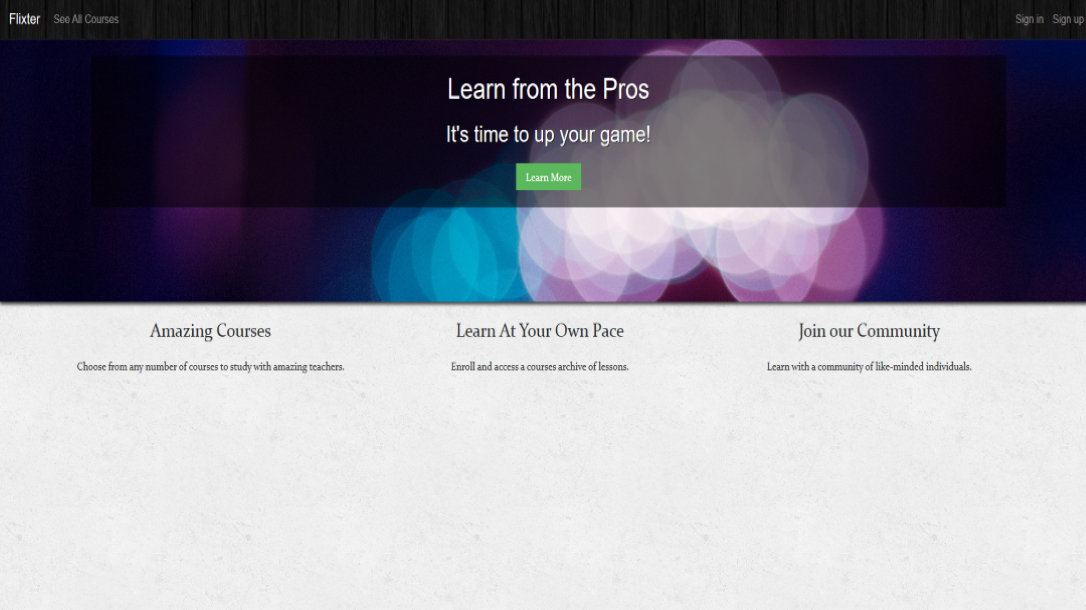 Flixter See All Courses Sign in Sign up
Learn from the Pros
It's time to up your game!
Learn More
Amazing Courses
Choose from any number of courses to study with amazing teachers.
Learn At Your Own Pace
Enroll and access a courses archive of lessons.
Join our Community
Learn with a community of like-minded individuals.